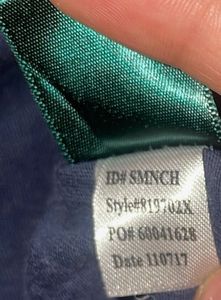 ID# SMNCH
Style#819702X
PO# 60041628
Date 110717